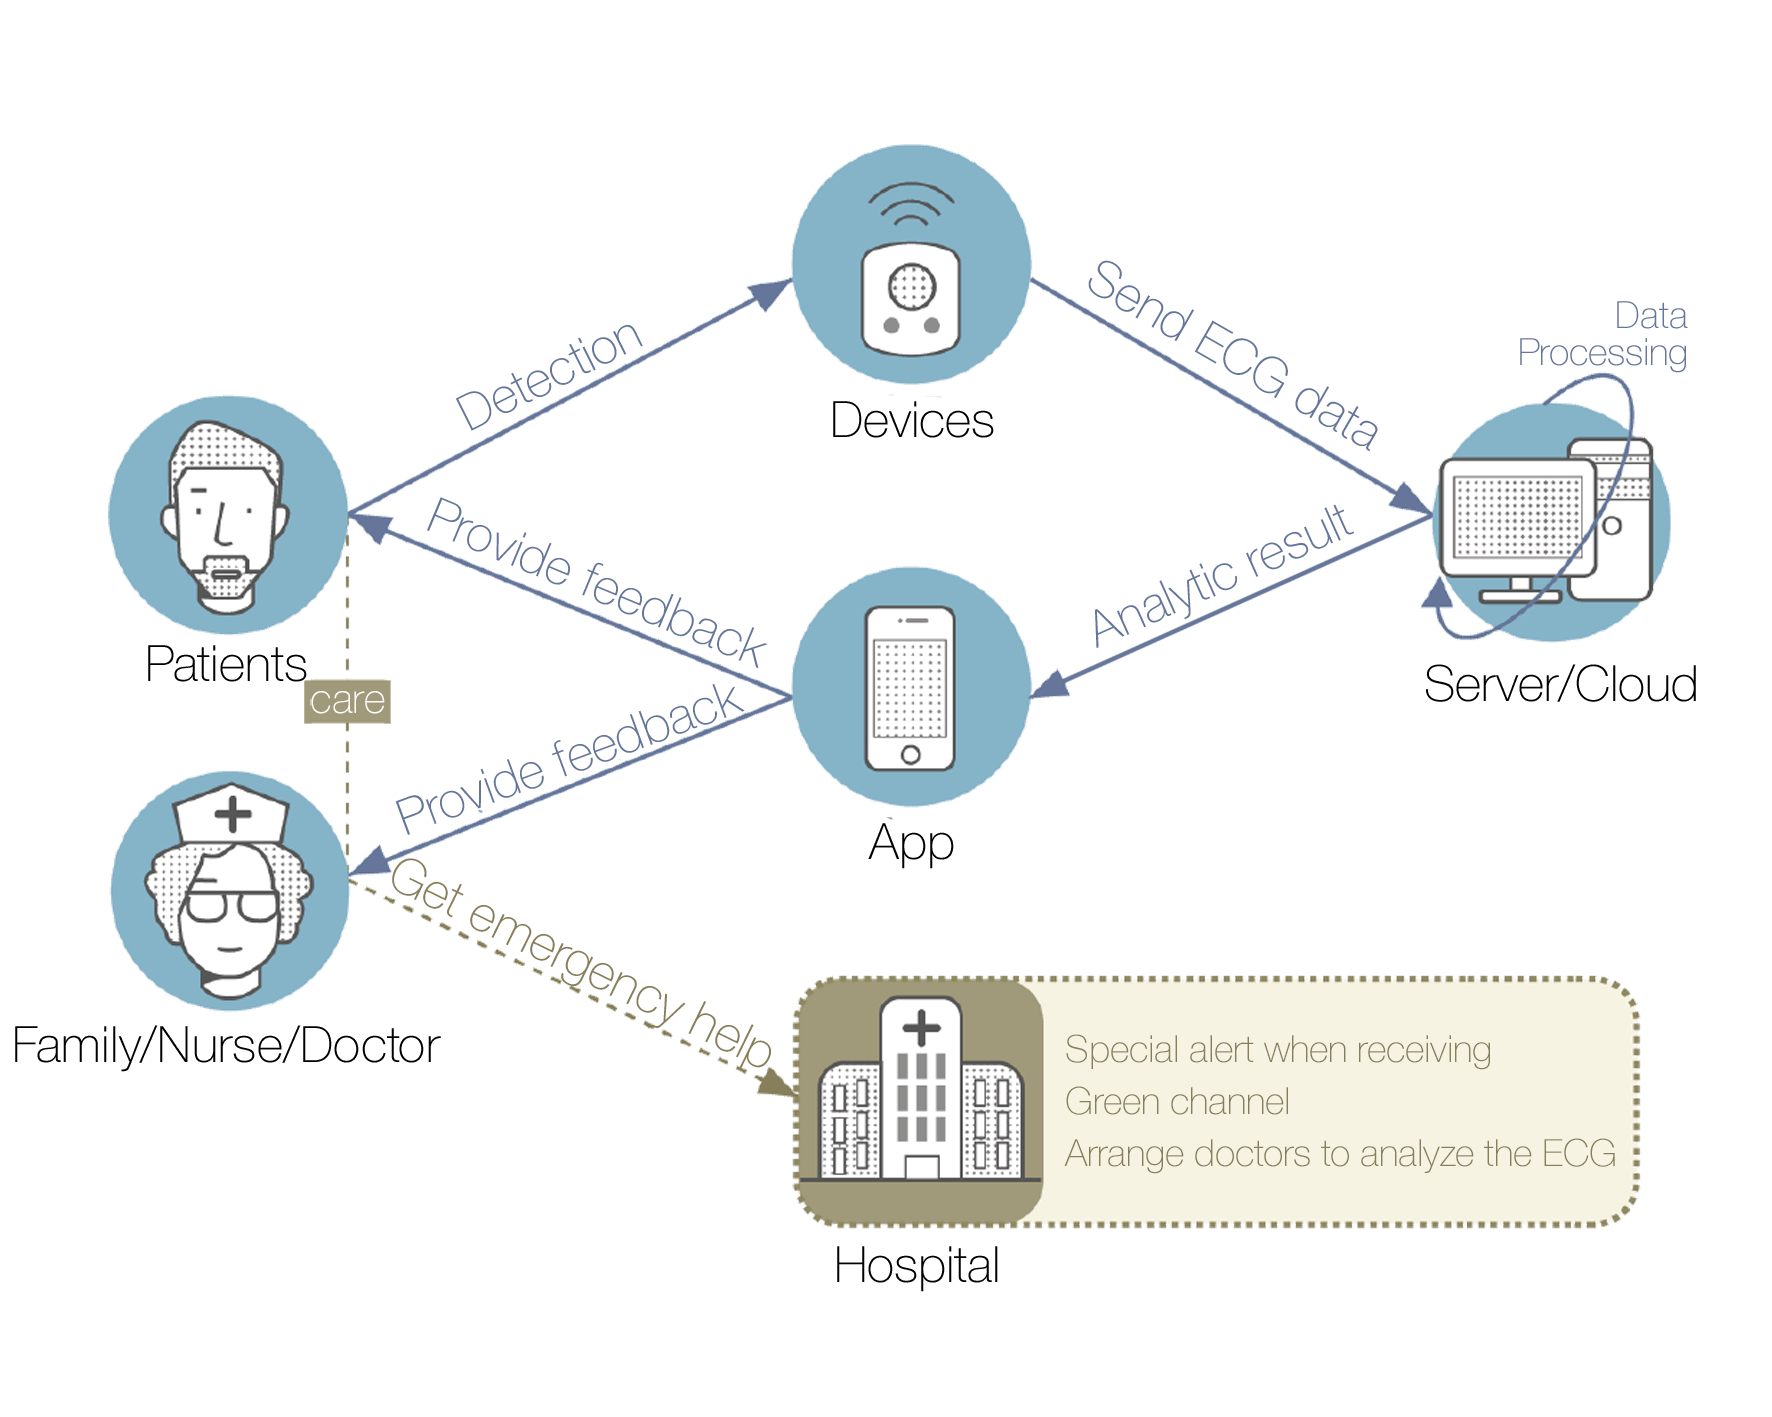 Detection
Send ECG data
Data
Processing
Devices
Provide feedback
Analytic result
Patients
care
Server/Cloud
Provide feedback
App
Get emergency help
Family/Nurse/Doctor
Special alert when receiving
Green channel
Arrange doctors to analyze the ECG
Hospital